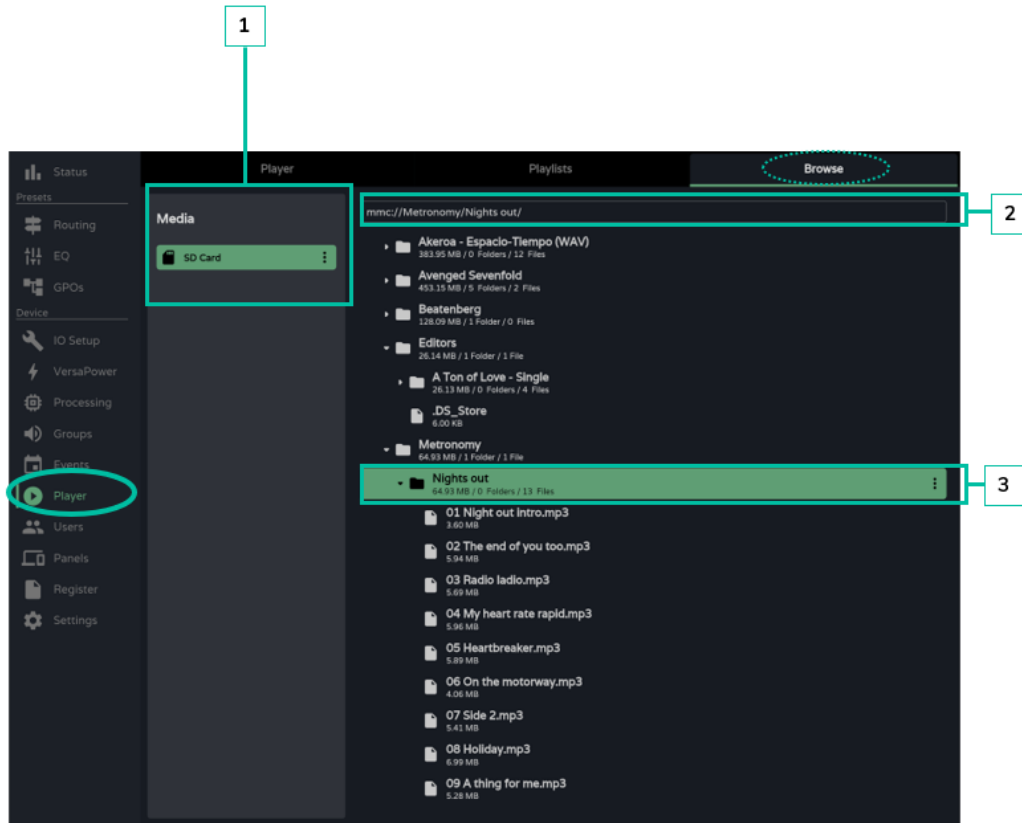 1
Status
Presets
Routing
EQ
GPOs
Device
IO Setup
VersaPower
Processing
Groups
Events
Player
Users
Panels
Register
Settings
Player
Playlists
Browse
Media
SD Card
mmc://Metronomy/Nights out/
2
Akeroa - Espacio-Tiempo (WAV)
383.95 MB / 0 Folders / 12 Files
Avenged Sevenfold
453.15 MB / 5 Folders / 2 Files
Beatenberg
128.09 MB / 1 Folder / 0 Files
Editors
26.14 MB / 1 Folder / 1 File
A Ton of Love - Single
26.13 MB / 0 Folders / 4 Files
.DS_Store
6.00 KB
Metronomy
64.93 MB / 1 Folder / 1 File
Nights out
64.93 MB / 0 Folders / 13 Files
3
01 Night out intro.mp3
3.60 MB
02 The end of you too.mp3
5.94 MB
03 Radio ladio.mp3
5.69 MB
04 My heart rate rapid.mp3
5.96 MB
05 Heartbreaker.mp3
5.89 MB
06 On the motorway.mp3
4.06 MB
07 Side 2.mp3
5.41 MB
08 Holiday.mp3
6.99 MB
09 A thing for me.mp3
5.28 MB